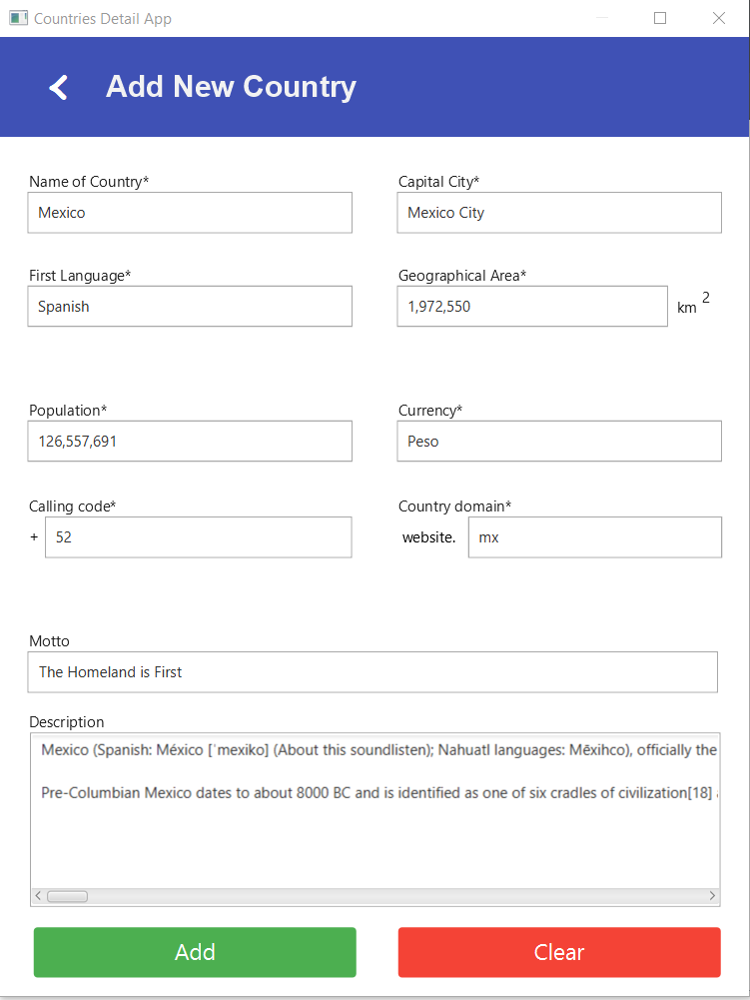 Countries Detail App
Add New Country
Name of Country* Capital City*
Mexico Mexico City
First Language* Geographical Area*
Spanish 1,972,550 km 2
Population* Currency*
126,557,691 Peso
Calling code* Country domain*
+ 52 website. mx
Motto
The Homeland is First
Description
Mexico (Spanish: México [ˈmexiko] (About this soundlisten); Nahuatl languages: Mēxihco), officially the
Pre-Columbian Mexico dates to about 8000 BC and is identified as one of six cradles of civilization[18]
Add Clear